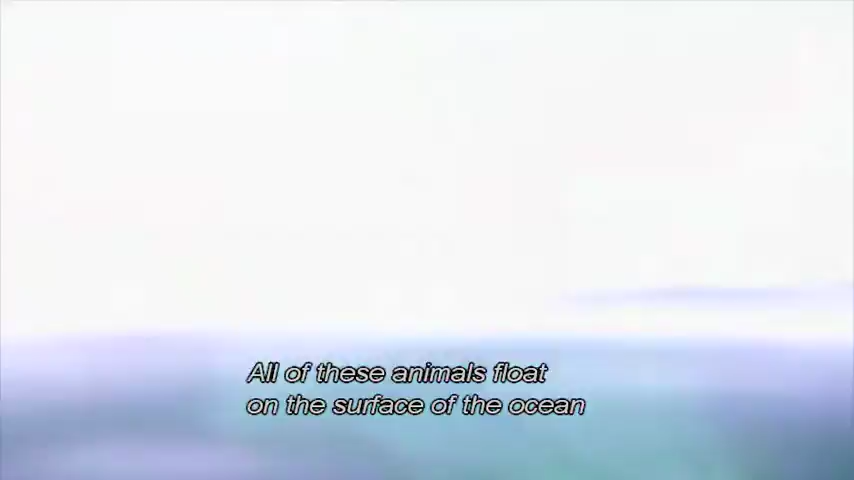 All of these animals float
on the surface of the ocean